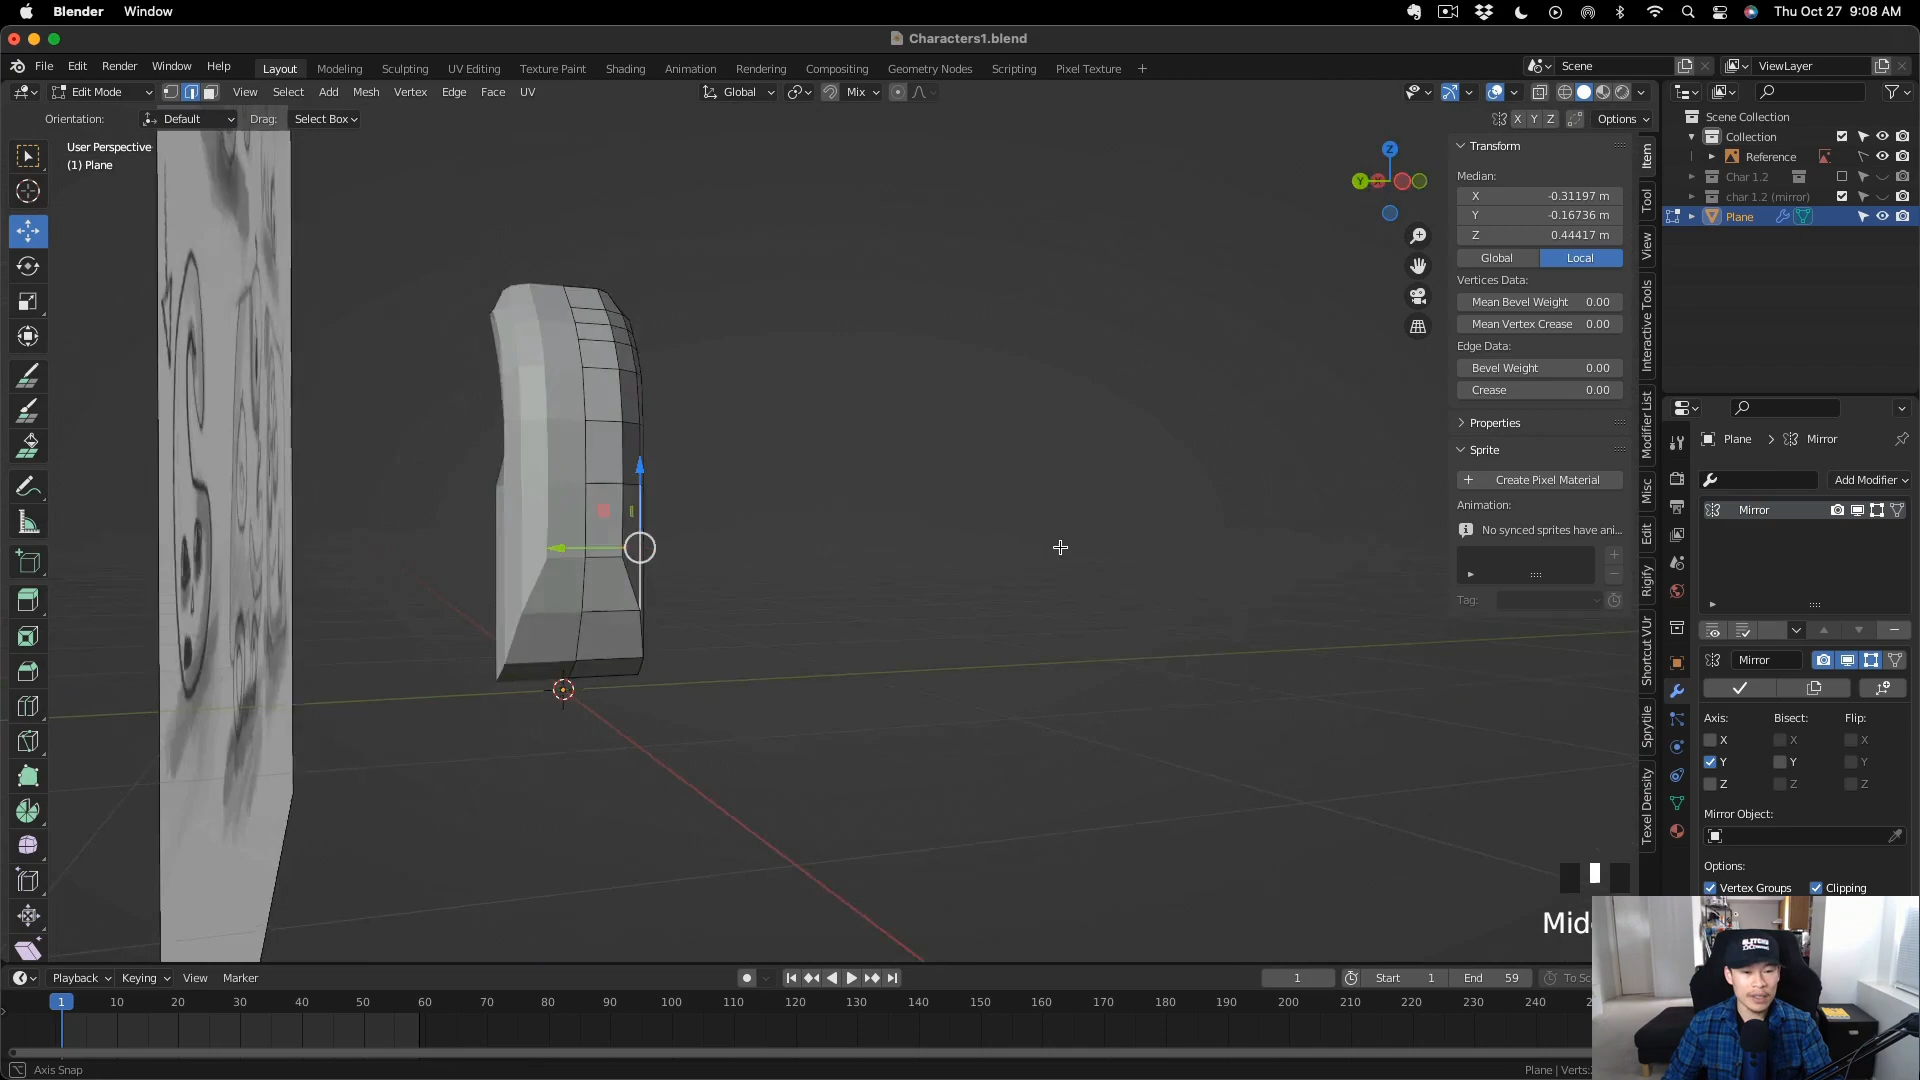 Blender Window
Thu Oct 27 9:08 AM
Characters1.blend
File Edit Render Window Help
Layout Modeling Sculpting UV Editing Texture Paint Shading Animation Rendering Compositing Geometry Nodes Scripting Pixel Texture +
Scene
ViewLayer
Edit Mode
View Select Add Mesh Vertex Edge Face UV
Global
Mix
Orientation: Default Drag: Select Box
X Y Z Options
User Perspective
(1) Plane
Z
Y
X
Transform
Median:
X -0.31197 m
Y -0.16736 m
Z 0.44417 m
Global Local
Vertices Data:
Mean Bevel Weight 0.00
Mean Vertex Crease 0.00
Edge Data:
Bevel Weight 0.00
Crease 0.00
Properties
Sprite
Create Pixel Material
Animation:
No synced sprites have ani...
Tag:
Item
Tool
View
Interactive Tools
Modifier List
Misc
Edit
Rigify
Shortcut VUr
Sprytile
Texel Density
Scene Collection
Collection
Reference
Char 1.2
char 1.2 (mirror)
Plane
Plane > Mirror
Add Modifier
Mirror
Mirror
Axis: Bisect: Flip:
X X X
Y Y Y
Z Z Z
Mirror Object:
Options:
Vertex Groups Clipping
Mid
Playback Keying View Marker
1 Start 1 End 59 To Sc
1 10 20 30 40 50 60 70 80 90 100 110 120 130 140 150 160 170 180 190 200 210 220 230 240
Axis Snap
Plane | Verts: